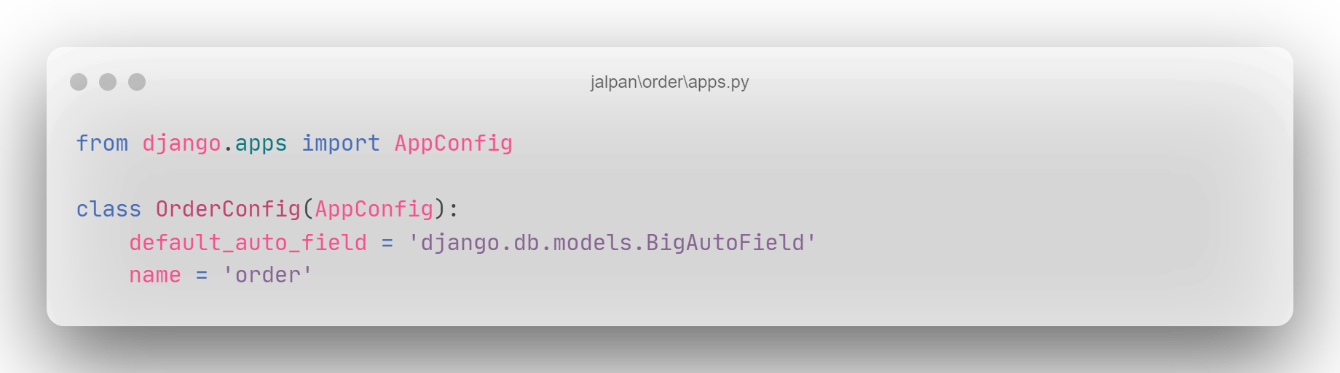 jalpan\order\apps.py
from django.apps import AppConfig
class OrderConfig(AppConfig):
    default_auto_field = 'django.db.models.BigAutoField'
    name = 'order'